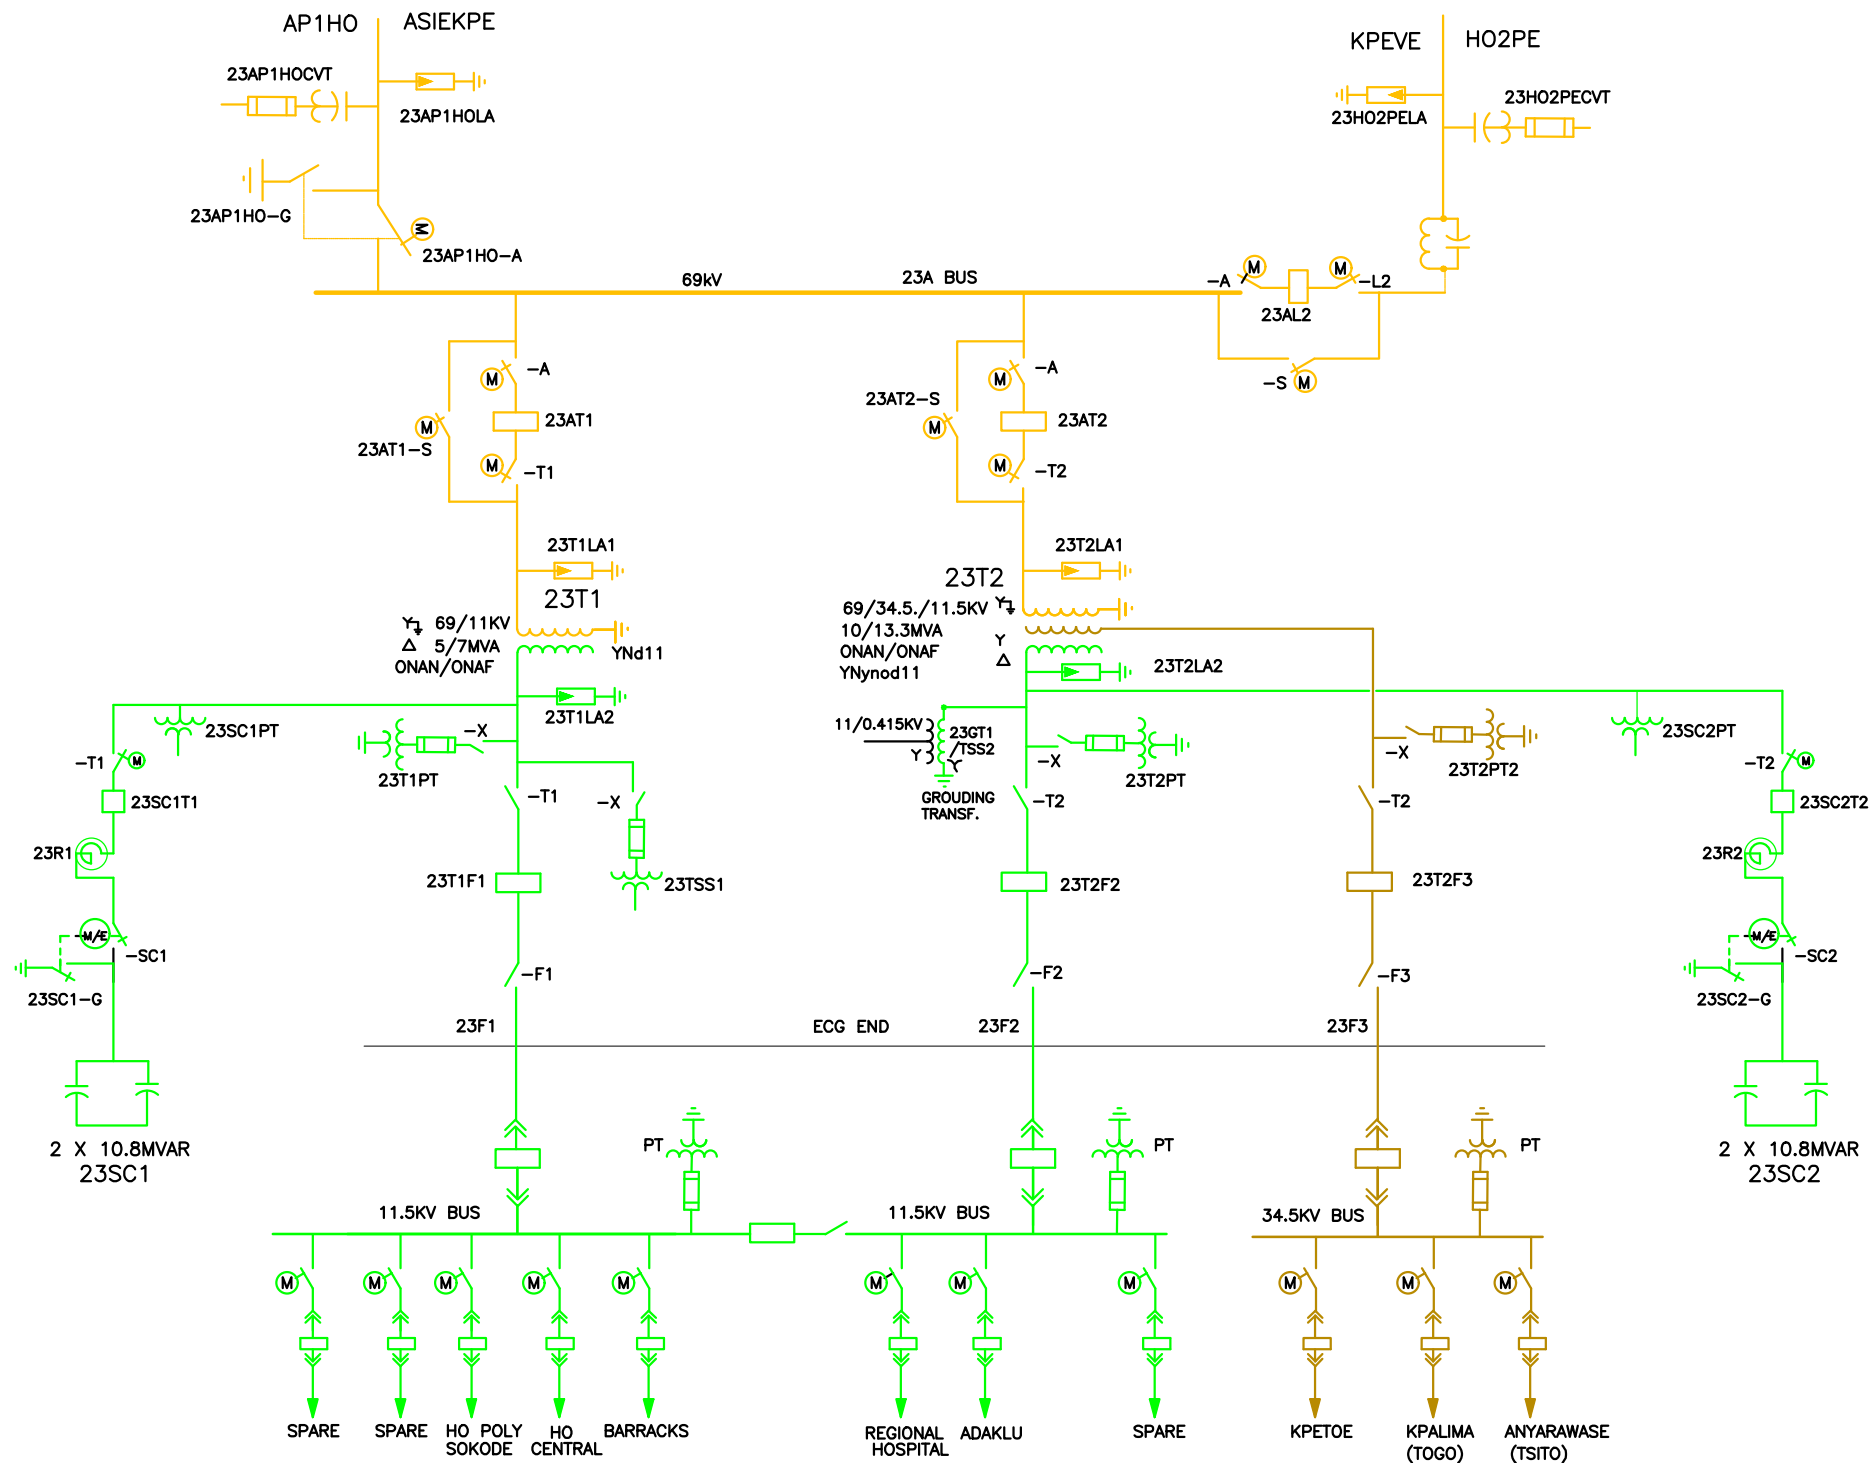 AP1HO
ASIEKPE
KPEVE
HO2PE
23AP1HOCVT
23AP1HOLA
23HO2PELA
23HO2PECVT
23AP1HO-G
M
23AP1HO-A
69kV
23A BUS
-A
M
M
-L2
23AL2
-S
M
M
-A
M
-A
23AT1
23AT2-S
23AT2
M
23AT1-S
M
M
-T1
M
-T2
23T1LA1
23T2LA1
23T1
23T2
Y
69/11KV
△
5/7MVA
ONAN/ONAF
YNd11
69/34.5./11.5KV
Y
10/13.3MVA
Y
ONAN/ONAF
△
YNynod11
23T1LA2
23T2LA2
23SC1PT
-X
23T1PT
11/0.415KV
Y
23GT1
/TSS2
Y
GROUDING
TRANSF.
-X
23T2PT
-X
23T2PT2
23SC2PT
-T1
M
23SC1T1
-T1
-X
-T2
-T2
-T2
M
23SC2T2
23R1
23T1F1
23TSS1
23T2F2
23T2F3
23R2
M/E
-SC1
23SC1-G
-F1
-F2
-F3
M/E
-SC2
23SC2-G
23F1
ECG END
23F2
23F3
2 X 10.8MVAR
23SC1
PT
PT
PT
2 X 10.8MVAR
23SC2
11.5KV BUS
11.5KV BUS
34.5KV BUS
M
M
M
M
M
M
M
M
M
M
M
SPARE
SPARE
HO POLY
SOKODE
HO
CENTRAL
BARRACKS
REGIONAL
HOSPITAL
ADAKLU
SPARE
KPETOE
KPALIMA
(TOGO)
ANYARAWASE
(TSITO)